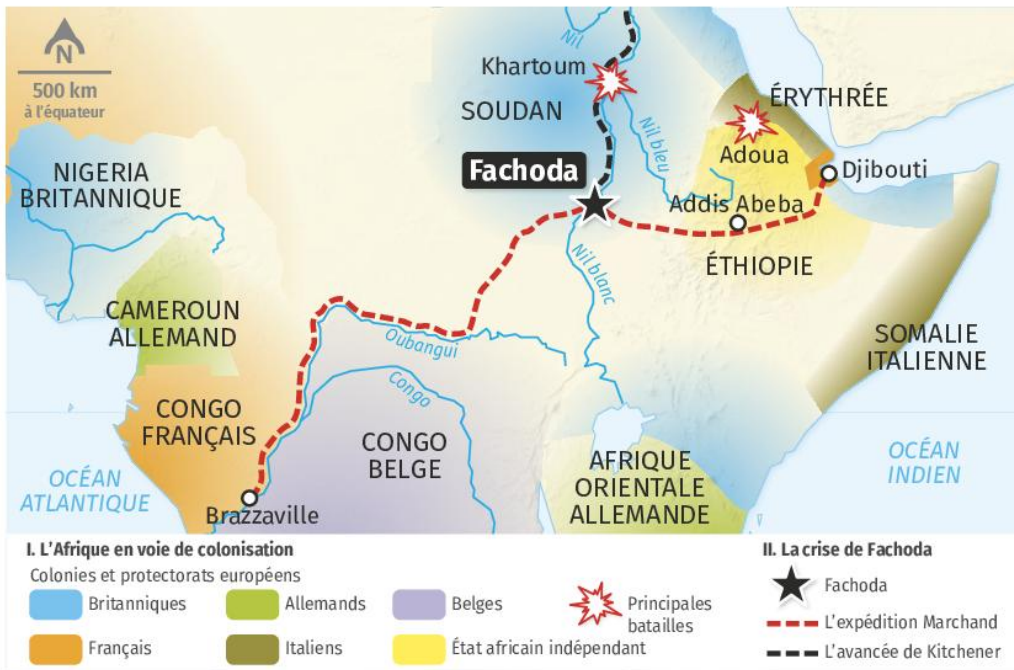 N
500 km
à l'équateur
Nil
Khartoum
SOUDAN
ÉRYTHRÉE
Nil bleu
Adoua
NIGERIA
BRITANNIQUE
Fachoda
Djibouti
Addis Abeba
Nil blanc
ÉTHIOPIE
CAMEROUN
ALLEMAND
Oubangui
SOMALIE
ITALIENNE
Congo
CONGO
FRANÇAIS
CONGO
BELGE
OCÉAN
ATLANTIQUE
AFRIQUE
ORIENTALE
ALLEMANDE
OCÉAN
INDIEN
Brazzaville
I. L'Afrique en voie de colonisation
Colonies et protectorats européens
Britanniques
Allemands
Belges
Principales
batailles
Français
Italiens
État africain indépendant
II. La crise de Fachoda
Fachoda
L'expédition Marchand
L'avancée de Kitchener